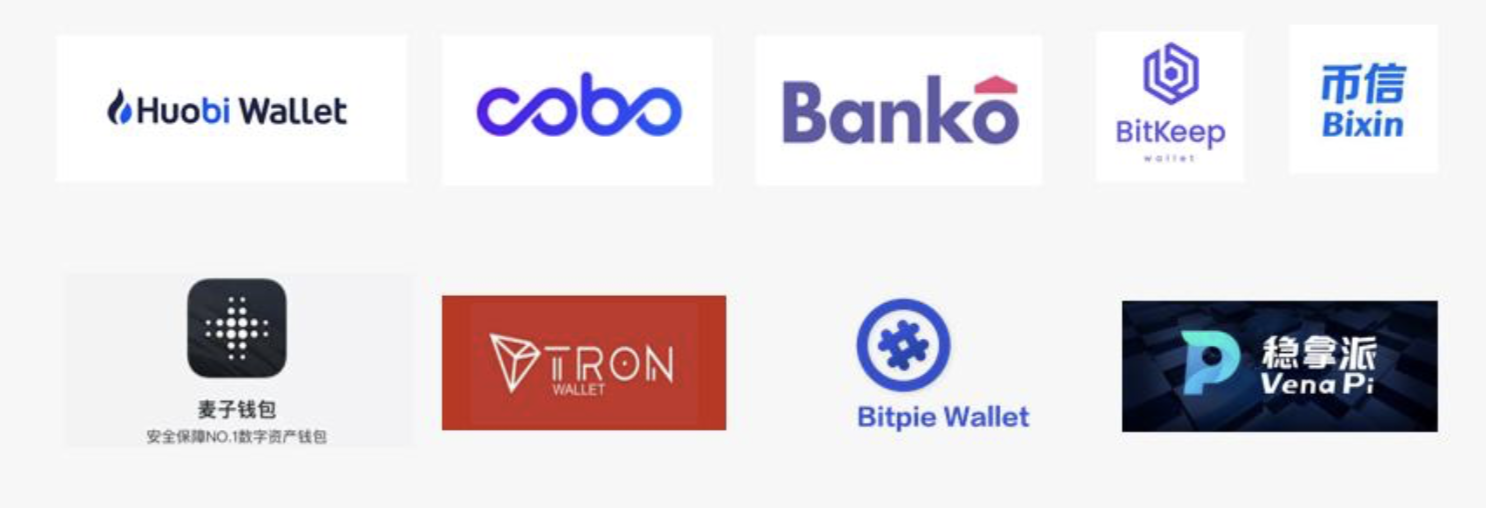 Huobi Wallet
cobo
Banko
BitKeep
wallet
币信
Bixin
麦子钱包
安全保障NO.1数字资产钱包
TRON
WALLET
Bitpie Wallet
稳拿派
Vena Pi